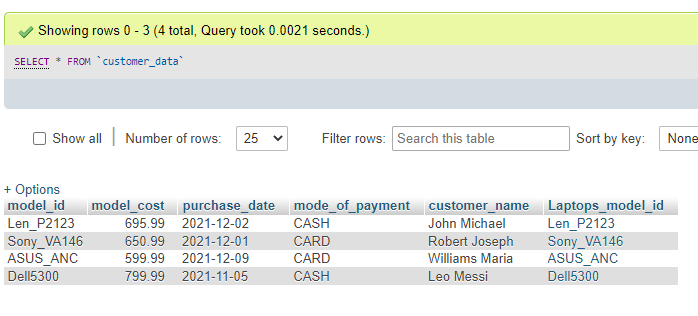 Showing rows 0 - 3 (4 total, Query took 0.0021 seconds.)
SELECT * FROM `customer_data`
Show all | Number of rows: 25 Filter rows: Search this table Sort by key: None
+ Options
model_id model_cost purchase_date mode_of_payment customer_name Laptops_model_id
Len_P2123 695.99 2021-12-02 CASH John Michael Len_P2123
Sony_VA146 650.99 2021-12-01 CARD Robert Joseph Sony_VA146
ASUS_ANC 599.99 2021-12-09 CARD Williams Maria ASUS_ANC
Dell5300 799.99 2021-11-05 CASH Leo Messi Dell5300